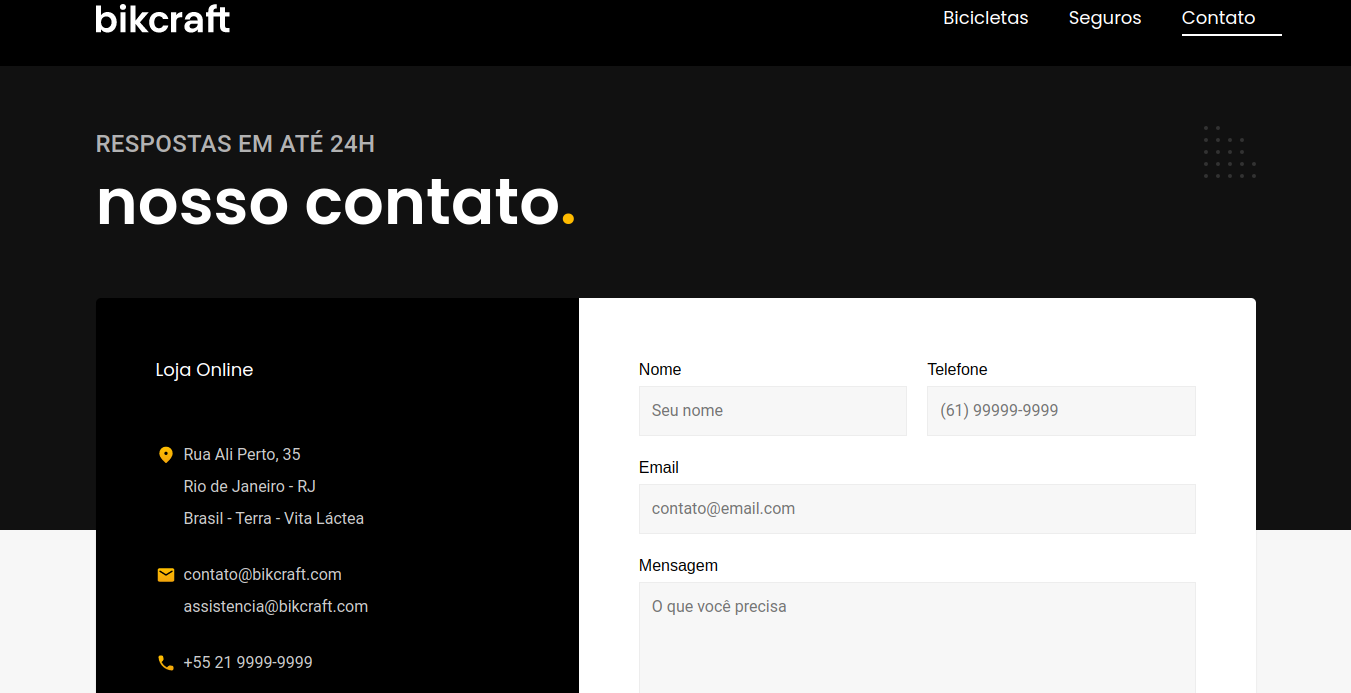 bikcraft
Bicicletas Seguros Contato
RESPOSTAS EM ATÉ 24H
nosso contato.
Loja Online
Rua Ali Perto, 35
Rio de Janeiro - RJ
Brasil - Terra - Vita Láctea
contato@bikcraft.com
assistencia@bikcraft.com
+55 21 9999-9999
Nome
Seu nome
Telefone
(61) 99999-9999
Email
contato@email.com
Mensagem
O que você precisa